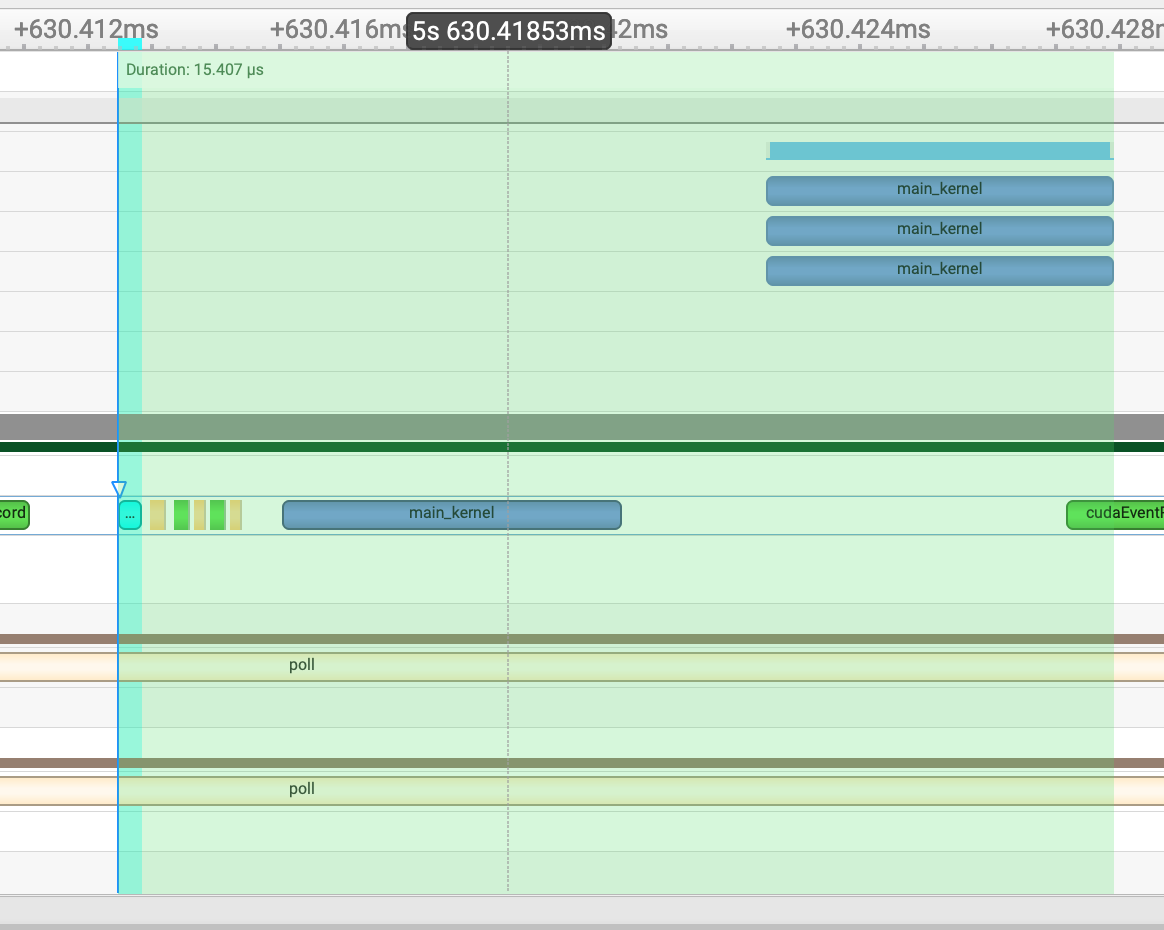 +630.412ms +630.416ms 5s 630.41853ms 2ms +630.424ms +630.428m
Duration: 15.407 µs
main_kernel
main_kernel
main_kernel
cord ... main_kernel cudaEventR
poll
poll